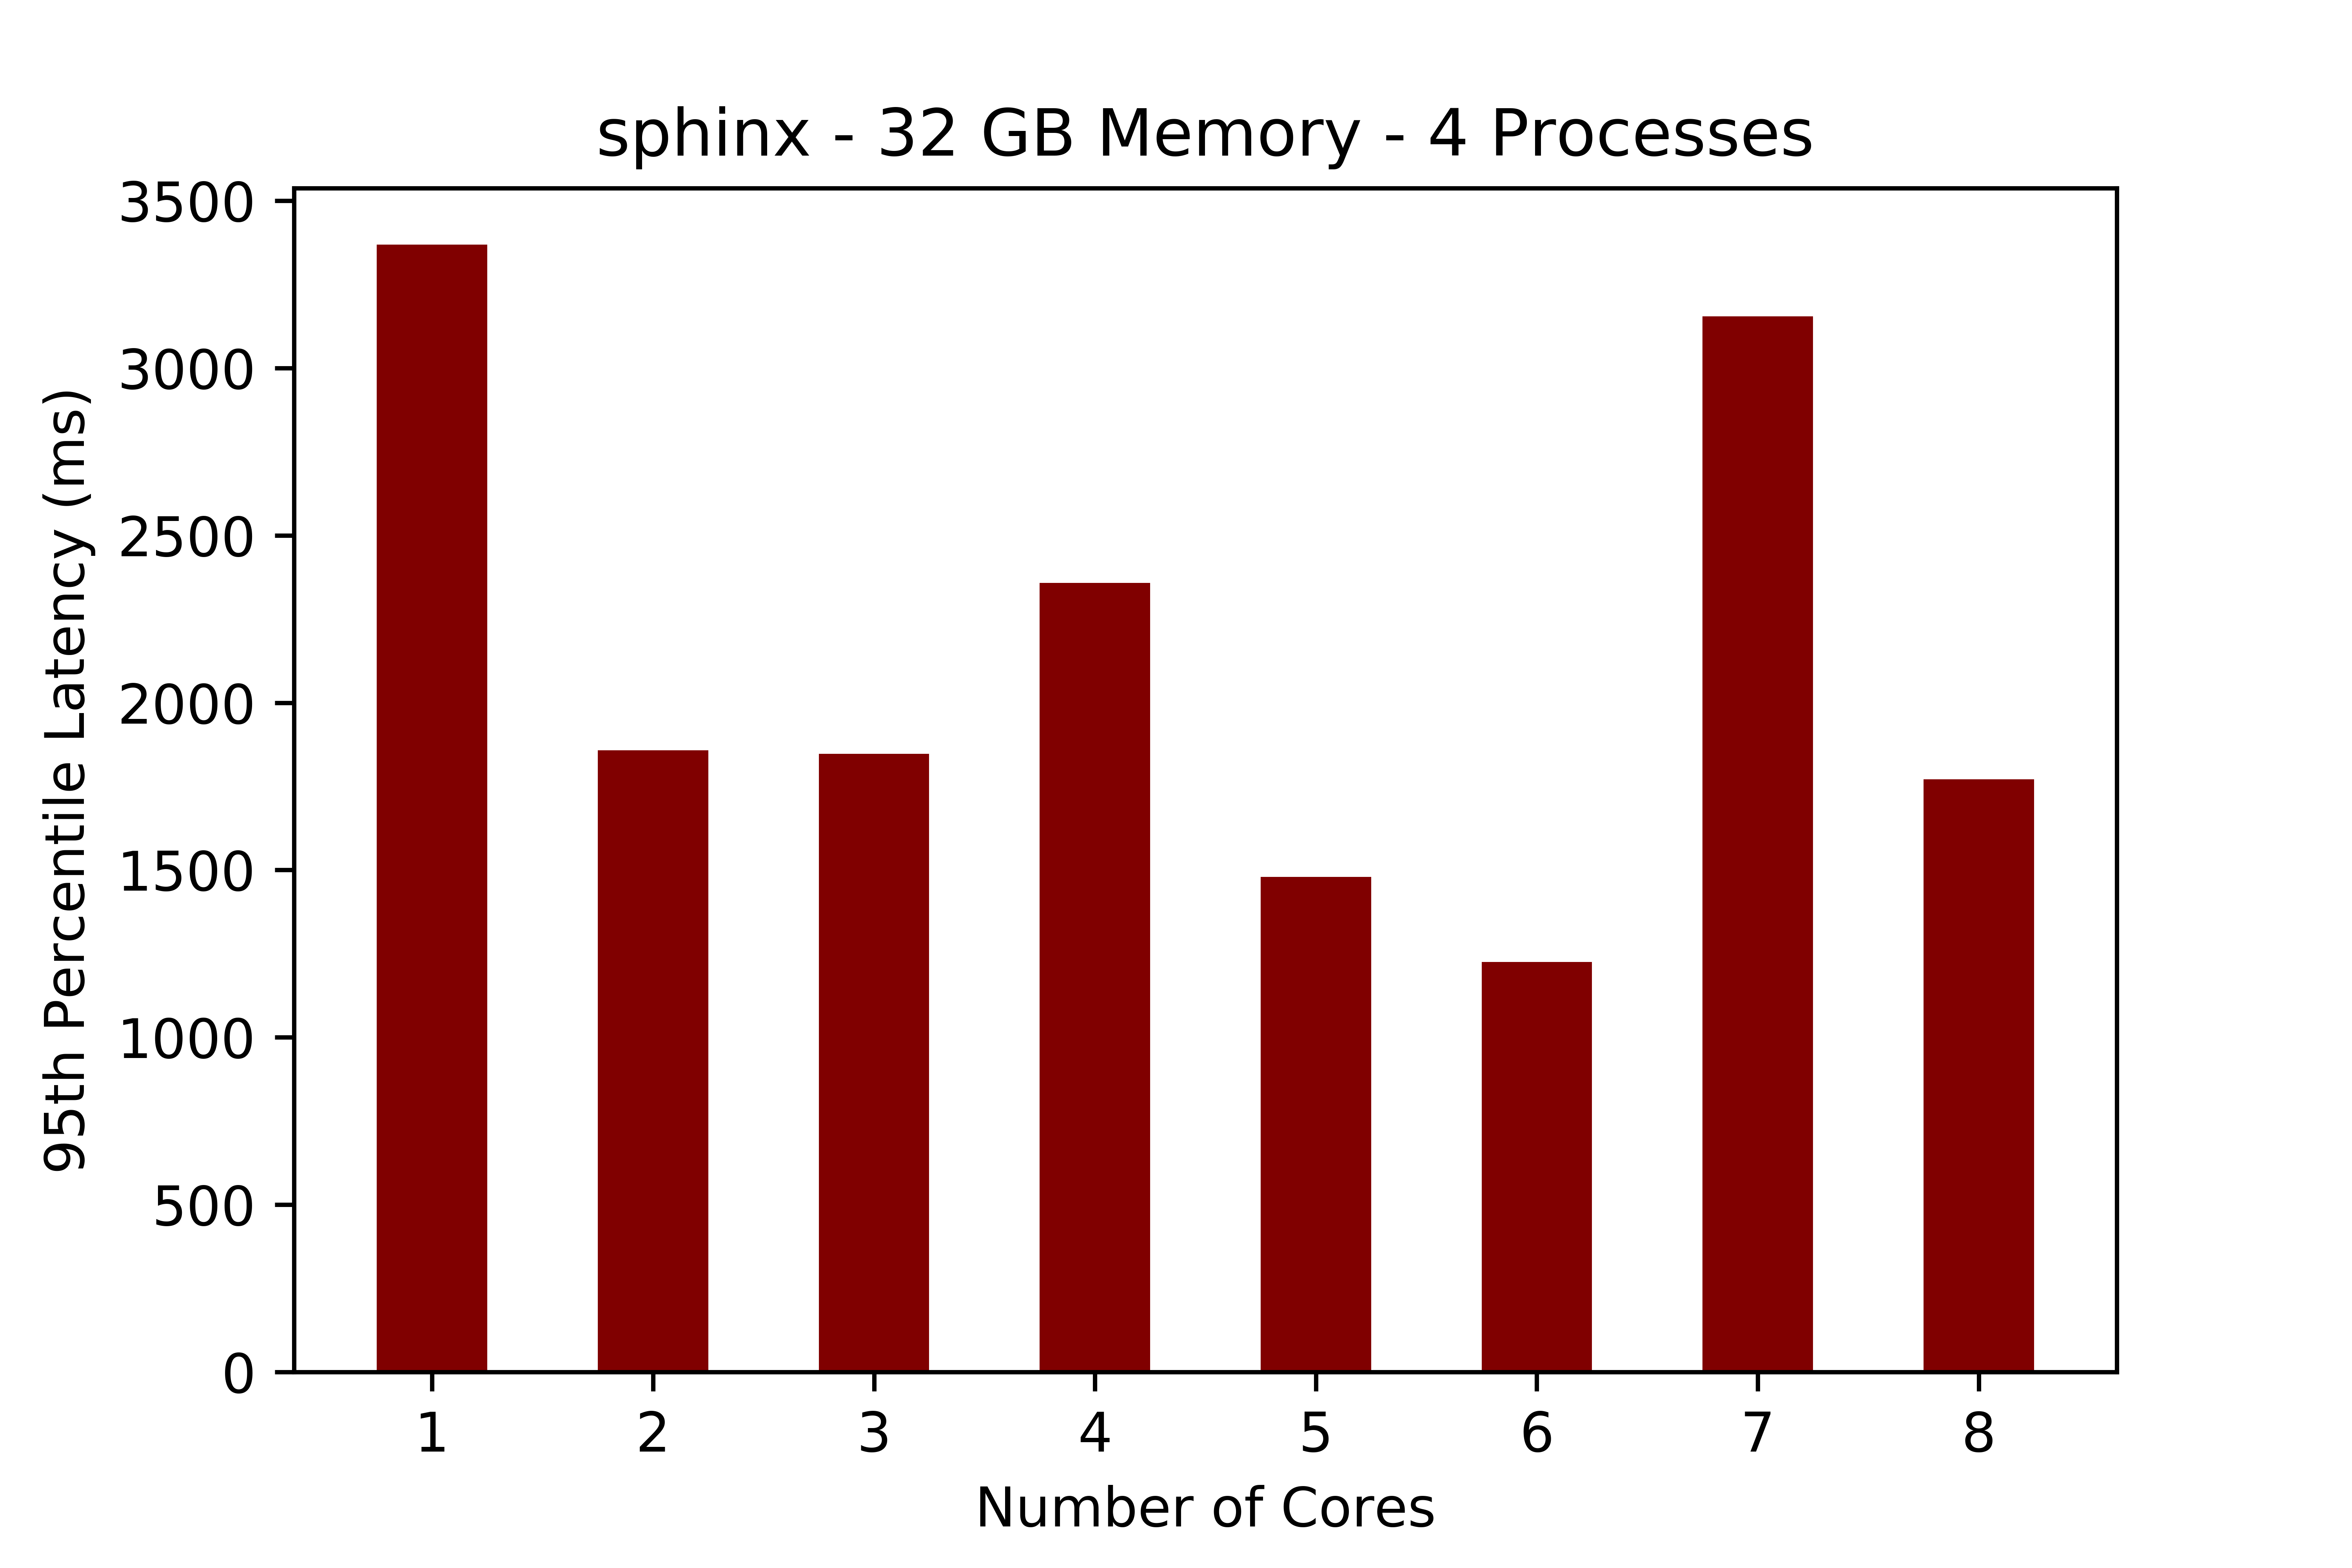 sphinx - 32 GB Memory - 4 Processes
95th Percentile Latency (ms)
3500
3000
2500
2000
1500
1000
500
0
1 2 3 4 5 6 7 8
Number of Cores